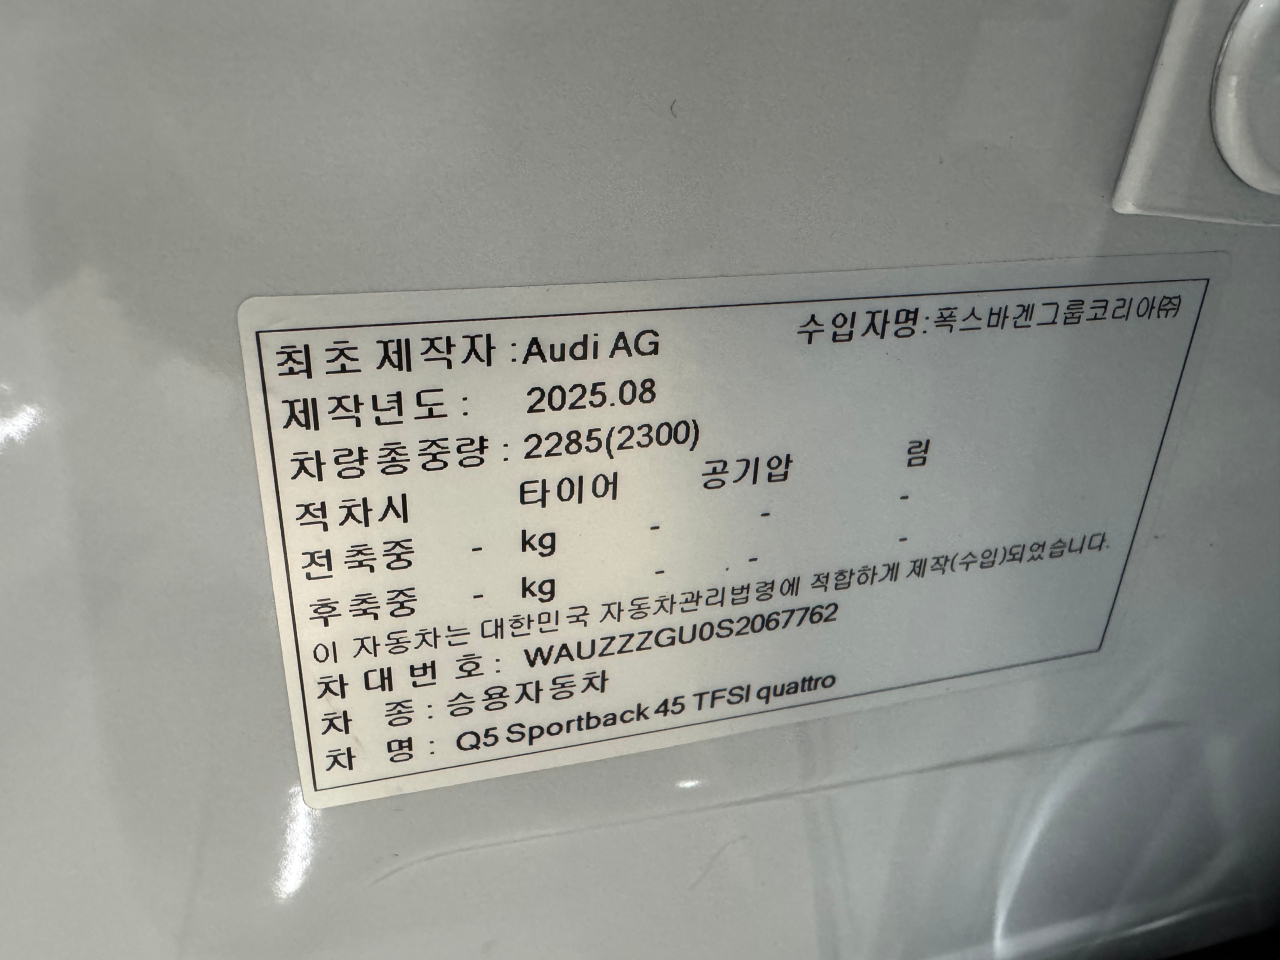 최초 제작자 : Audi AG 수입자명:폭스바겐그룹코리아㈜
제작년도 : 2025.08
차량총중량 : 2285(2300)
적차시 타이어 공기압 림
전축중 - kg - - -
후축중 - kg - - -
이 자동차는 대한민국 자동차관리법령에 적합하게 제작(수입)되었습니다.
차 대 번 호 : WAUZZZGU0S2067762
차 종 : 승용자동차
차 명 : Q5 Sportback 45 TFSI quattro